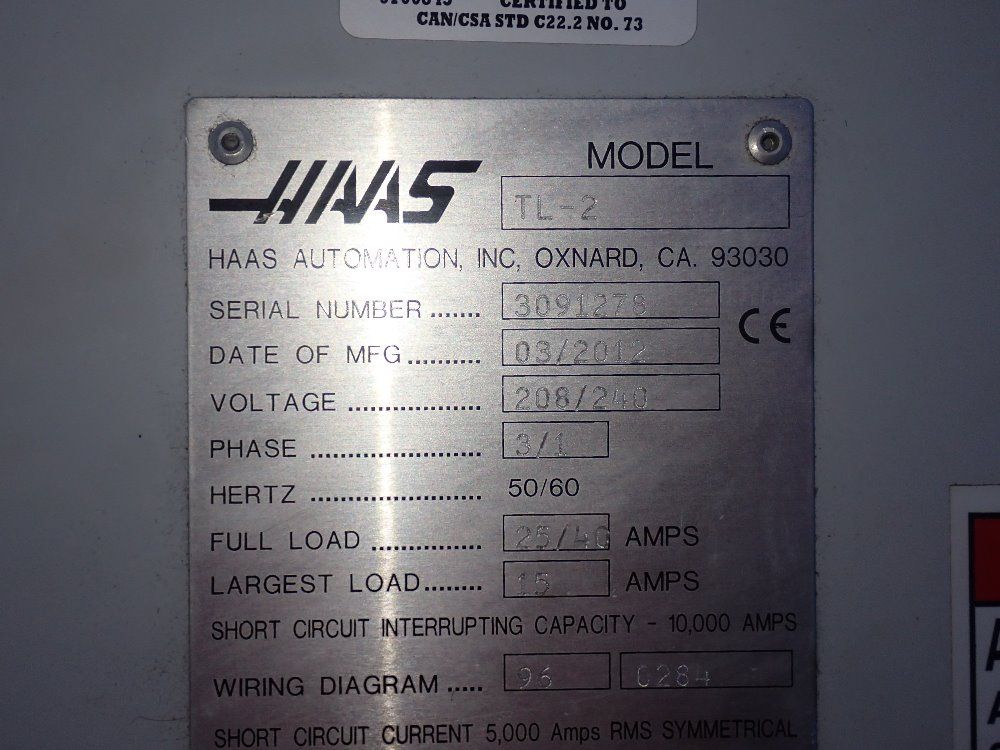 CERTIFIED TO
CAN/CSA STD C22.2 NO. 73
HAAS
MODEL
TL-2
HAAS AUTOMATION, INC, OXNARD, CA. 93030
SERIAL NUMBER ....... 3091278
DATE OF MFG .......... 03/2012
VOLTAGE .................. 208/240
PHASE ....................... 3/1
HERTZ ....................... 50/60
FULL LOAD ............... 25/40 AMPS
LARGEST LOAD ........ 15 AMPS
SHORT CIRCUIT INTERRUPTING CAPACITY - 10,000 AMPS
WIRING DIAGRAM ..... 96 0284
SHORT CIRCUIT CURRENT 5,000 Amps RMS SYMMETRICAL
CE